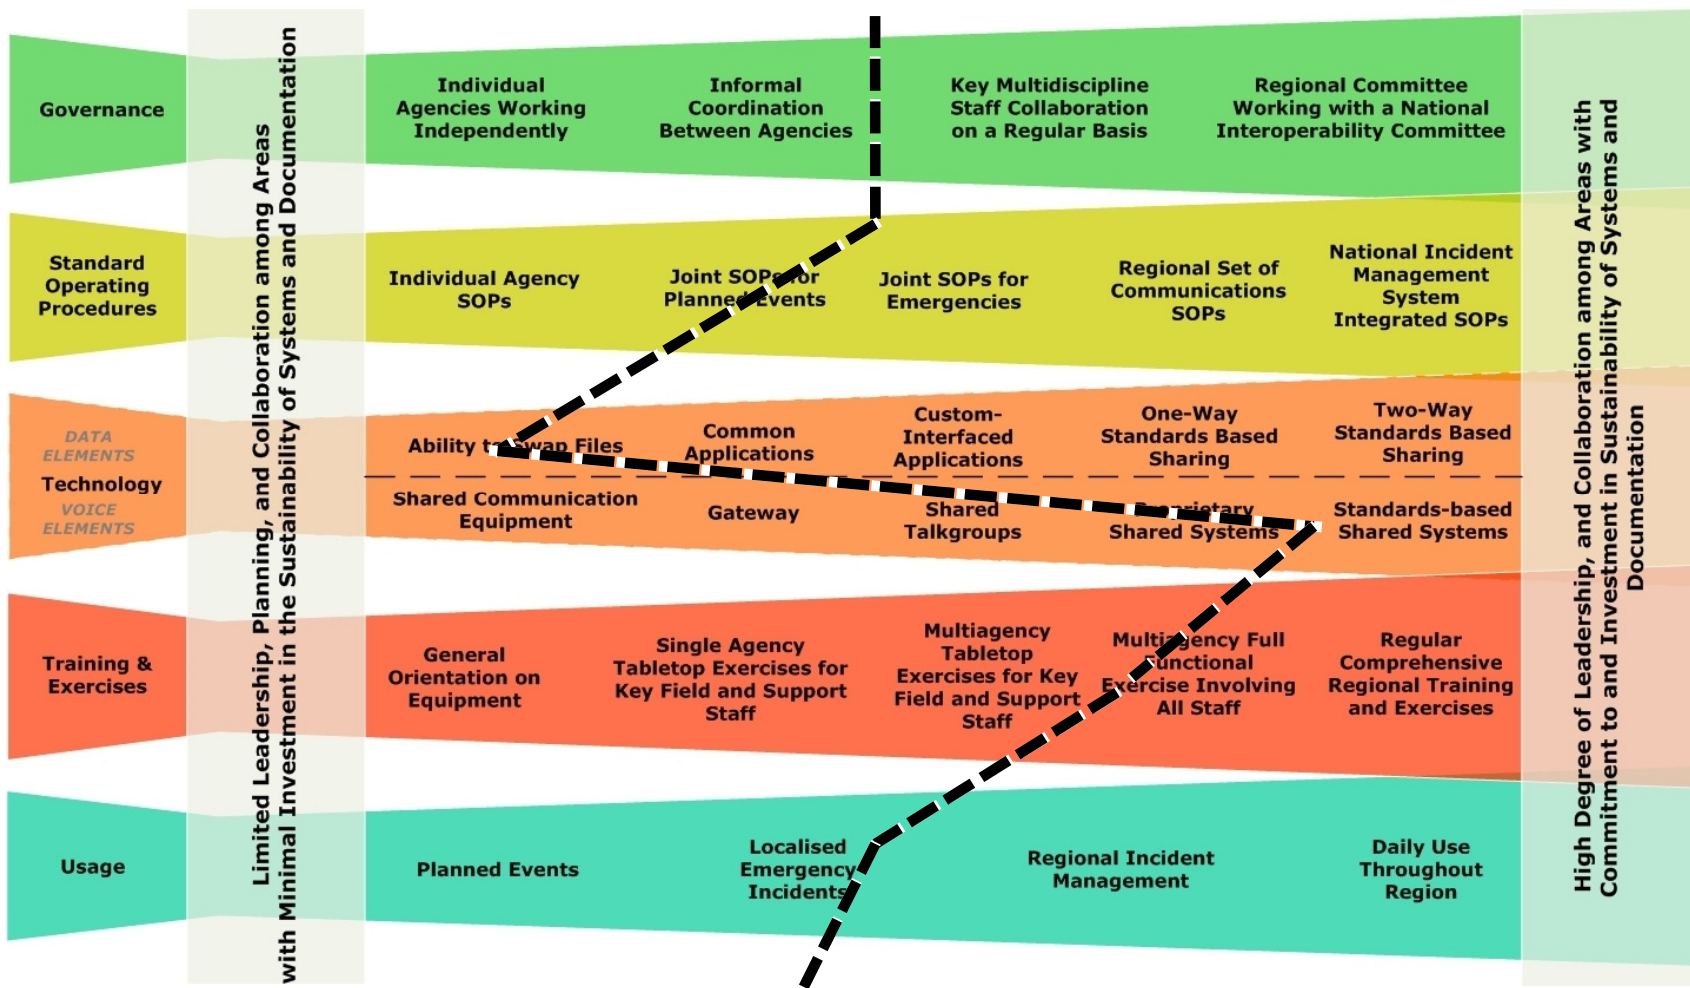 Limited Leadership, Planning, and Collaboration among Areas
with Minimal Investment in the Sustainability of Systems and Documentation
Governance
Individual
Agencies Working
Independently
Informal
Coordination
Between Agencies
Key Multidiscipline
Staff Collaboration
on a Regular Basis
Regional Committee
Working with a National
Interoperability Committee
Standard
Operating
Procedures
Individual Agency
SOPs
Joint SOPs for
Planned Events
Joint SOPs for
Emergencies
Regional Set of
Communications
SOPs
National Incident
Management
System
Integrated SOPs
DATA
ELEMENTS
Technology
VOICE
ELEMENTS
Ability to Swap Files
Common
Applications
Custom-
Interfaced
Applications
One-Way
Standards Based
Sharing
Two-Way
Standards Based
Sharing
Shared Communication
Equipment
Gateway
Shared
Talkgroups
Proprietary
Shared Systems
Standards-based
Shared Systems
Training &
Exercises
General
Orientation on
Equipment
Single Agency
Tabletop Exercises for
Key Field and Support
Staff
Multiagency
Tabletop
Exercises for Key
Field and Support
Staff
Multiagency Full
Functional
Exercise Involving
All Staff
Regular
Comprehensive
Regional Training
and Exercises
Usage
Planned Events
Localised
Emergency
Incidents
Regional Incident
Management
Daily Use
Throughout
Region
High Degree of Leadership, and Collaboration among Areas with
Commitment to and Investment in Sustainability of Systems and
Documentation